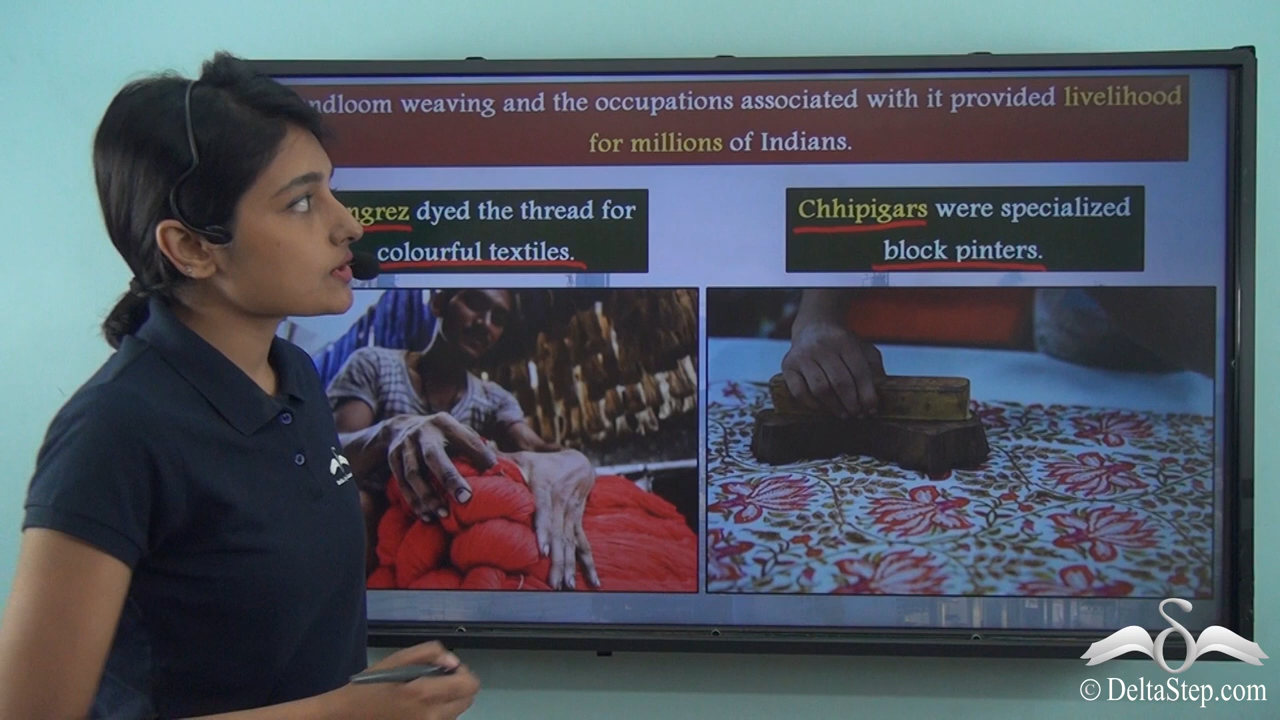 ndloom weaving and the occupations associated with it provided livelihood
for millions of Indians.
ngrez dyed the thread for
colourful textiles.
Chhipigars were specialized
block pinters.
© DeltaStep.com